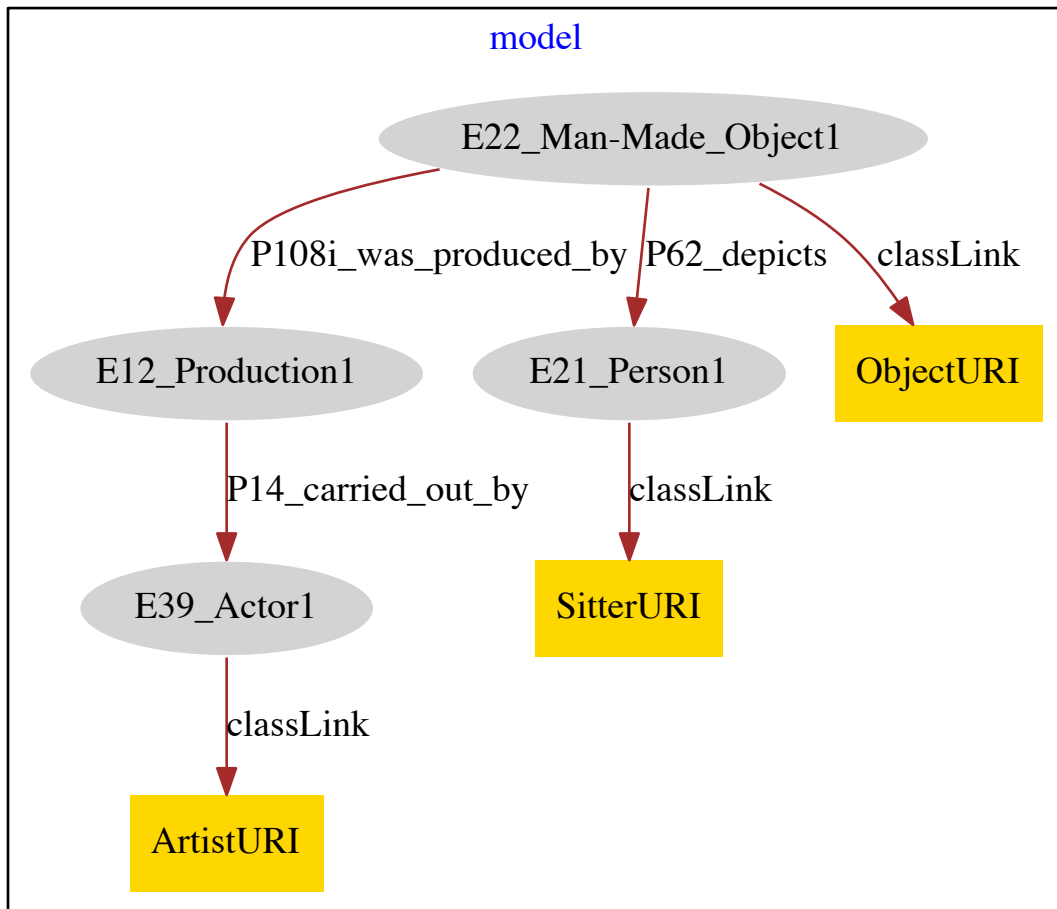 model
E22_Man-Made_Object1
P108i_was_produced_by
P62_depicts
classLink
E12_Production1
E21_Person1
ObjectURI
P14_carried_out_by
classLink
E39_Actor1
SitterURI
classLink
ArtistURI